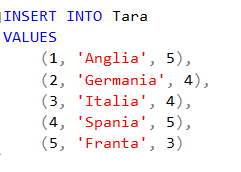 INSERT INTO Tara
VALUES
(1, 'Anglia', 5),
(2, 'Germania', 4),
(3, 'Italia', 4),
(4, 'Spania', 5),
(5, 'Franta', 3)